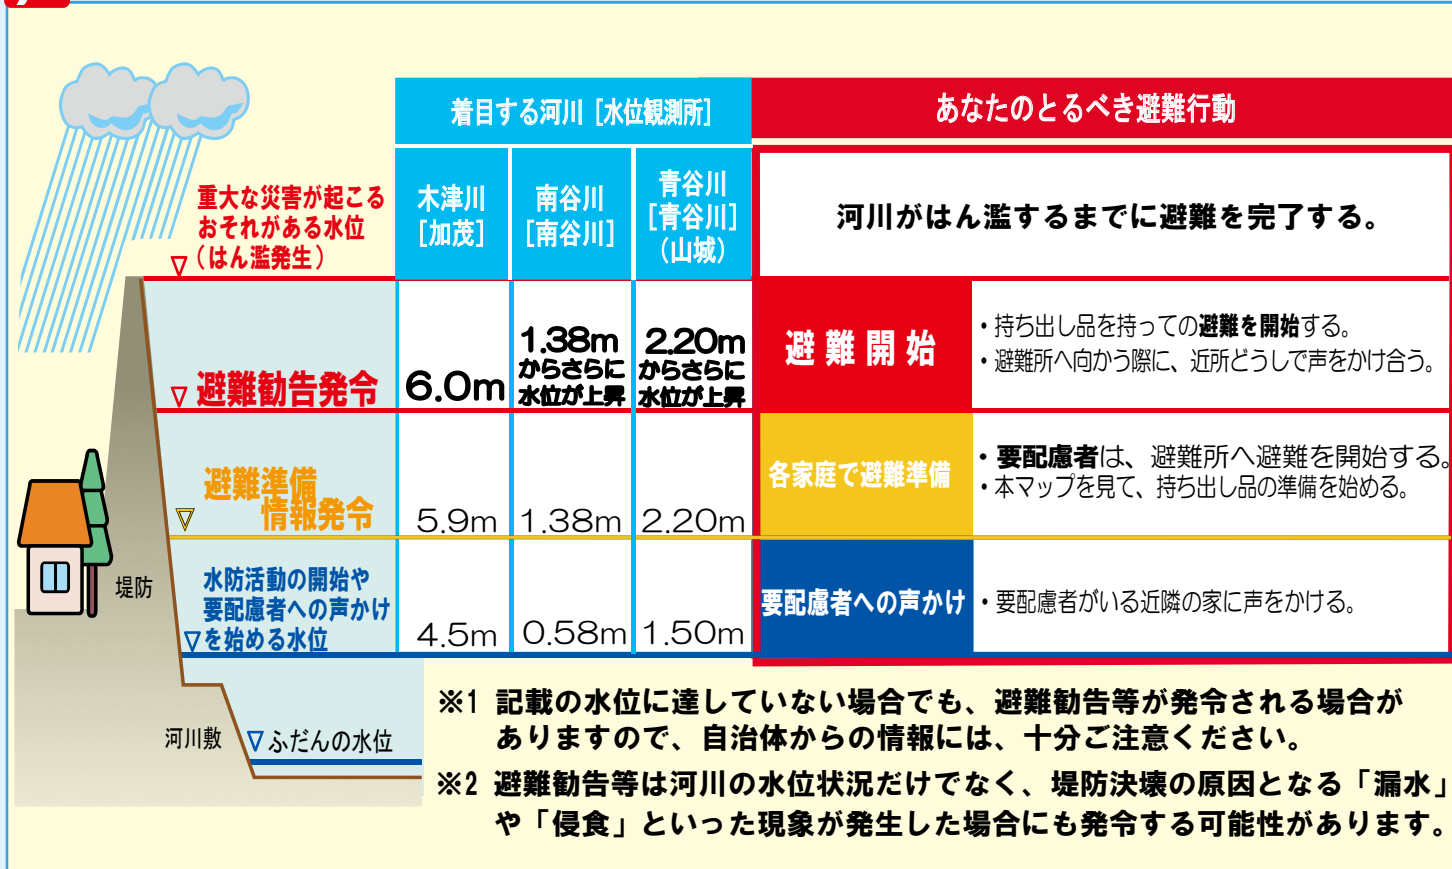 着目する河川［水位観測所］
あなたのとるべき避難行動
木津川
［加茂］
南谷川
［南谷川］
青谷川
［青谷川］
（山城）
重大な災害が起こる
おそれがある水位
（はん濫発生）
河川がはん濫するまでに避難を完了する。
避難勧告発令
6.0m
1.38m
からさらに
水位が上昇
2.20m
からさらに
水位が上昇
避難開始
・持ち出し品を持っての避難を開始する。
・避難所へ向かう際に、近所どうしで声をかけ合う。
避難準備
情報発令
5.9m
1.38m
2.20m
各家庭で避難準備
・要配慮者は、避難所へ避難を開始する。
・本マップを見て、持ち出し品の準備を始める。
水防活動の開始や
要配慮者への声かけ
を始める水位
4.5m
0.58m
1.50m
要配慮者への声かけ
・要配慮者がいる近隣の家に声をかける。
堤防
河川敷
ふだんの水位
※1 記載の水位に達していない場合でも、避難勧告等が発令される場合が
ありますので、自治体からの情報には、十分ご注意ください。
※2 避難勧告等は河川の水位状況だけでなく、堤防決壊の原因となる「漏水」
や「侵食」といった現象が発生した場合にも発令する可能性があります。